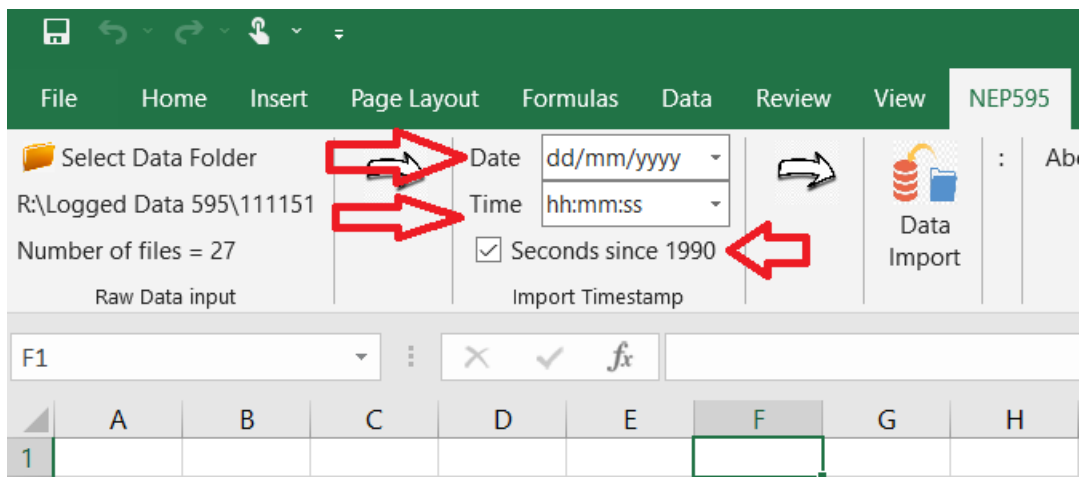 File Home Insert Page Layout Formulas Data Review View NEP595
Select Data Folder
R:\Logged Data 595\111151
Number of files = 27
Raw Data input
Date dd/mm/yyyy
Time hh:mm:ss
Seconds since 1990
Import Timestamp
Data
Import
:
F1
fx
A B C D E F G H
1